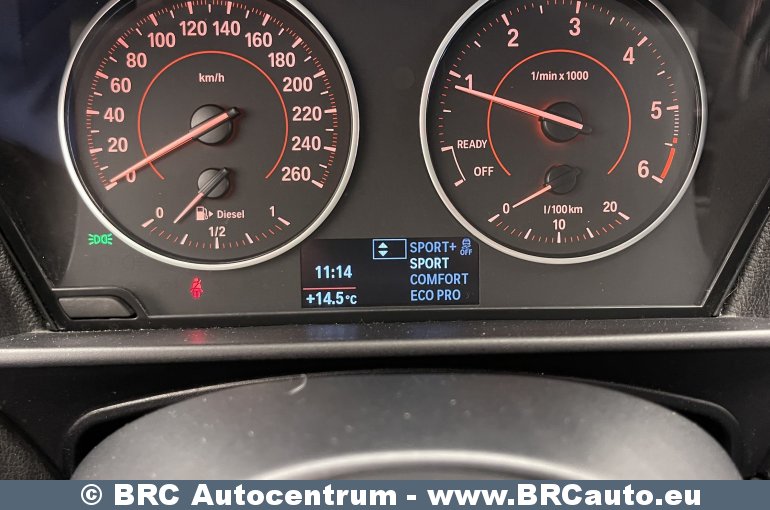 0 20 40 60 80 100 120 140 160 180 200 220 240 260
km/h
0 1/2 1
Diesel
1 2 3 4 5 6
1/min x 1000
READY
OFF
0 10 20
l/100km
SPORT+ OFF
11:14 SPORT
COMFORT
+14.5°C ECO PRO
© BRC Autocentrum - www.BRCauto.eu